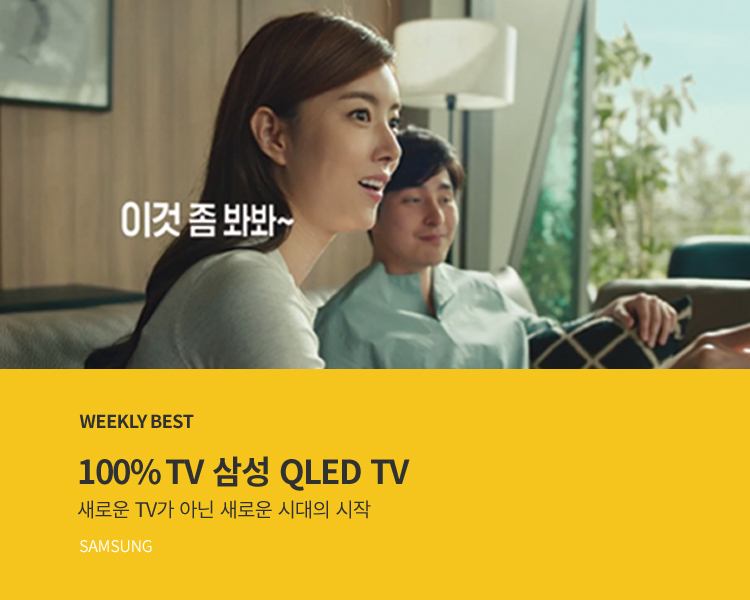 이것 좀 봐봐~
WEEKLY BEST
100% TV 삼성 QLED TV
새로운 TV가 아닌 새로운 시대의 시작
SAMSUNG